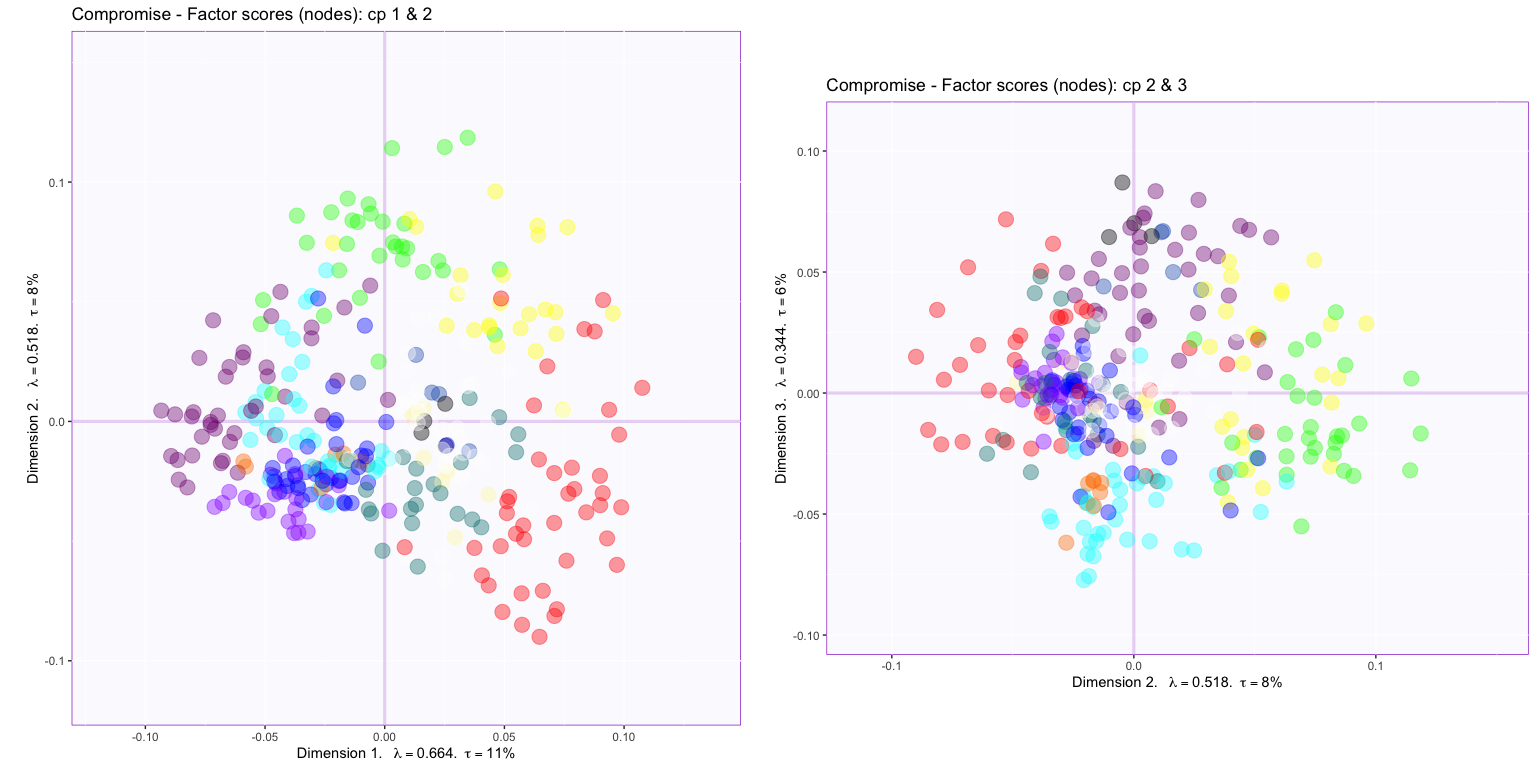 Compromise - Factor scores (nodes): cp 1 & 2
0.1
0.0
-0.1
Dimension 2.  λ = 0.518.  τ = 8%
-0.10 -0.05 0.00 0.05 0.10
Dimension 1.  λ = 0.664.  τ = 11%
Compromise - Factor scores (nodes): cp 2 & 3
0.10
0.05
0.00
-0.05
-0.10
Dimension 3.  λ = 0.344.  τ = 6%
-0.1 0.0 0.1
Dimension 2.  λ = 0.518.  τ = 8%